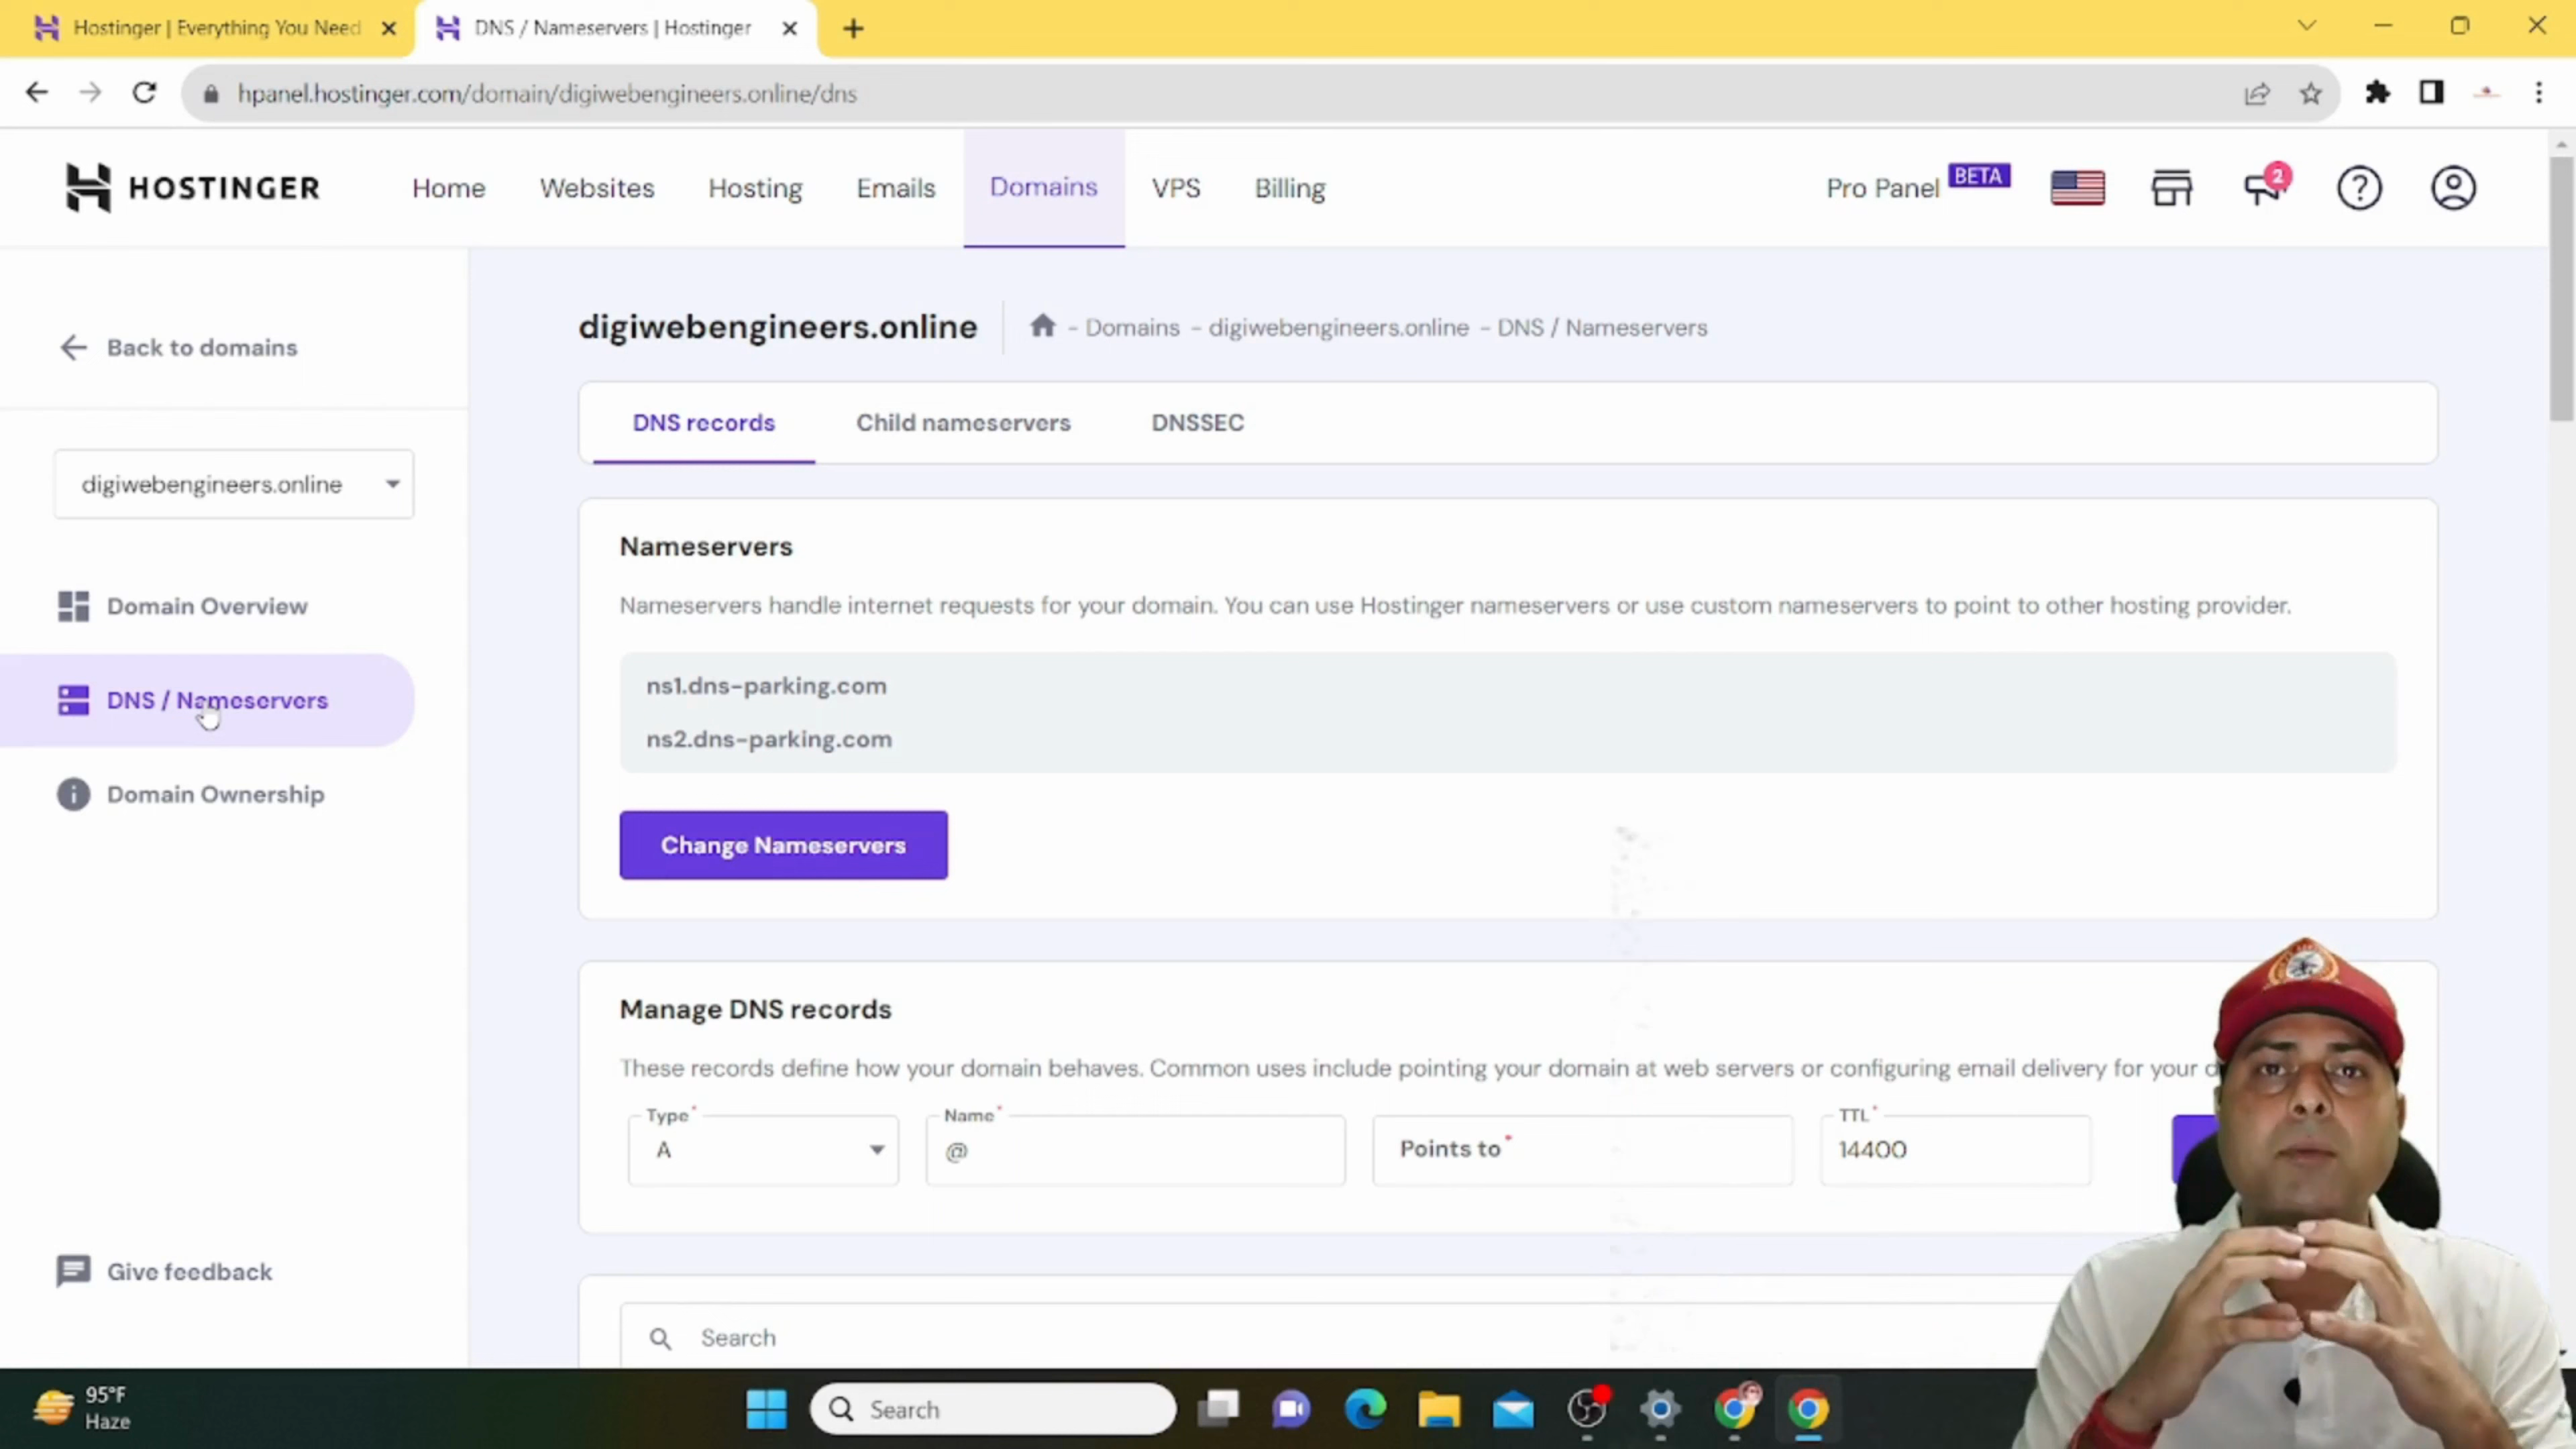 Hostinger | Everything You Need
DNS / Nameservers | Hostinger
hpanel.hostinger.com/domain/digiwebengineers.online/dns
HOSTINGER
Home
Websites
Hosting
Emails
Domains
VPS
Billing
Pro Panel BETA
2
Back to domains
digiwebengineers.online
Domain Overview
DNS / Nameservers
Domain Ownership
Give feedback
digiwebengineers.online
- Domains - digiwebengineers.online - DNS / Nameservers
DNS records
Child nameservers
DNSSEC
Nameservers
Nameservers handle internet requests for your domain. You can use Hostinger nameservers or use custom nameservers to point to other hosting provider.
ns1.dns-parking.com
ns2.dns-parking.com
Change Nameservers
Manage DNS records
These records define how your domain behaves. Common uses include pointing your domain at web servers or configuring email delivery for your
Type*
A
Name*
@
Points to*
TTL*
14400
Search
95°F
Haze
Search